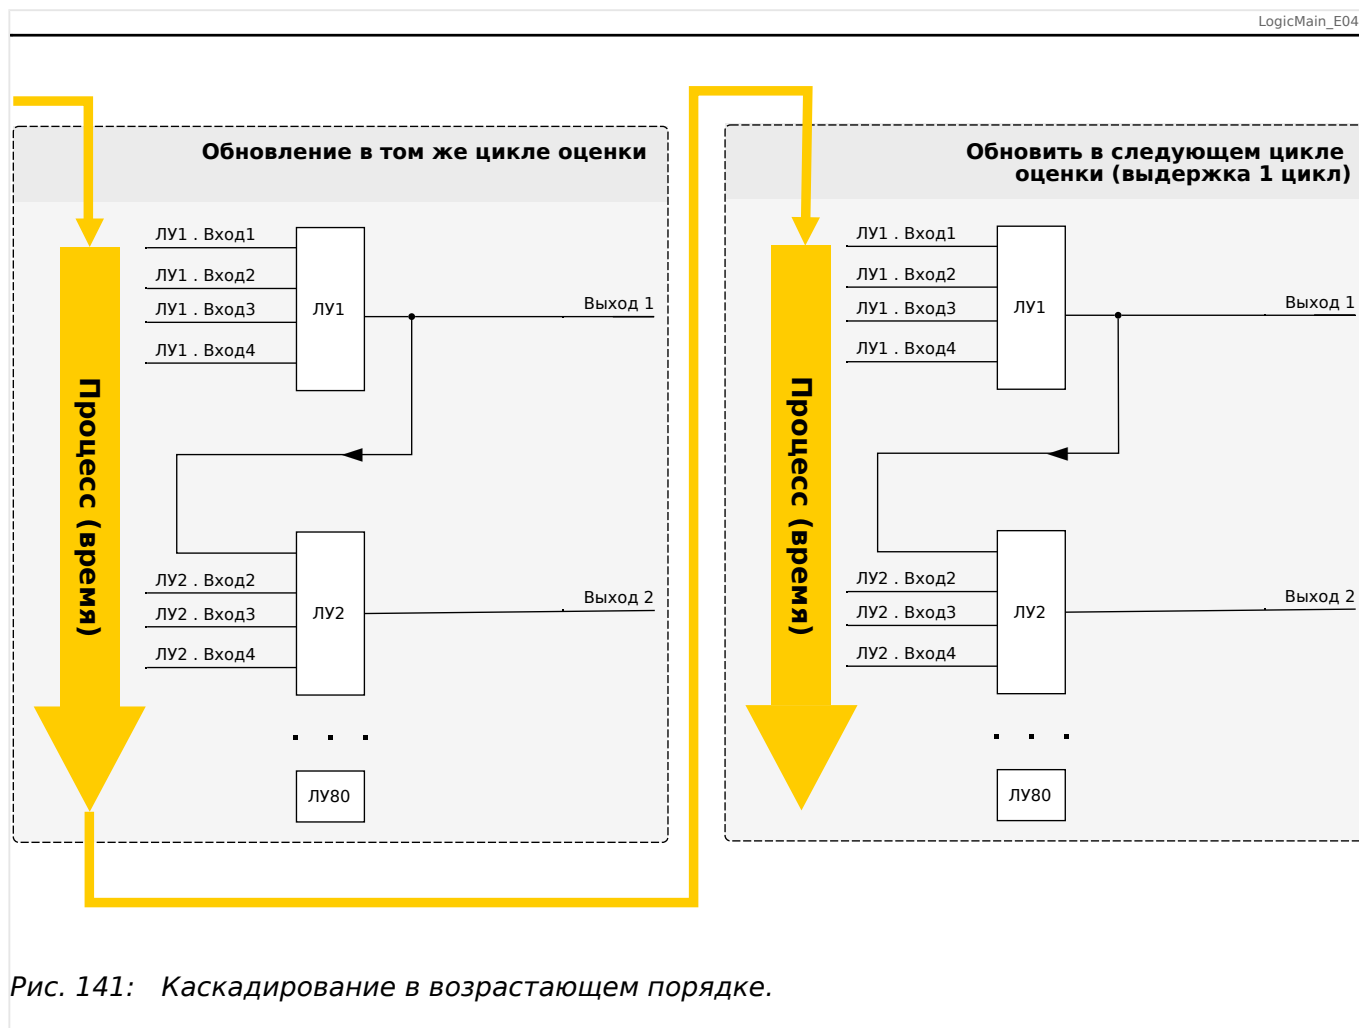 LogicMain_E04
Обновление в том же цикле оценки
ЛУ1 . Вход1
ЛУ1 . Вход2
ЛУ1 . Вход3
ЛУ1 . Вход4
ЛУ1
Выход 1
Процесс (время)
ЛУ2 . Вход2
ЛУ2 . Вход3
ЛУ2 . Вход4
ЛУ2
Выход 2
. . .
ЛУ80
Обновить в следующем цикле
оценки (выдержка 1 цикл)
ЛУ1 . Вход1
ЛУ1 . Вход2
ЛУ1 . Вход3
ЛУ1 . Вход4
ЛУ1
Выход 1
Процесс (время)
ЛУ2 . Вход2
ЛУ2 . Вход3
ЛУ2 . Вход4
ЛУ2
Выход 2
. . .
ЛУ80
Рис. 141: Каскадирование в возрастающем порядке.